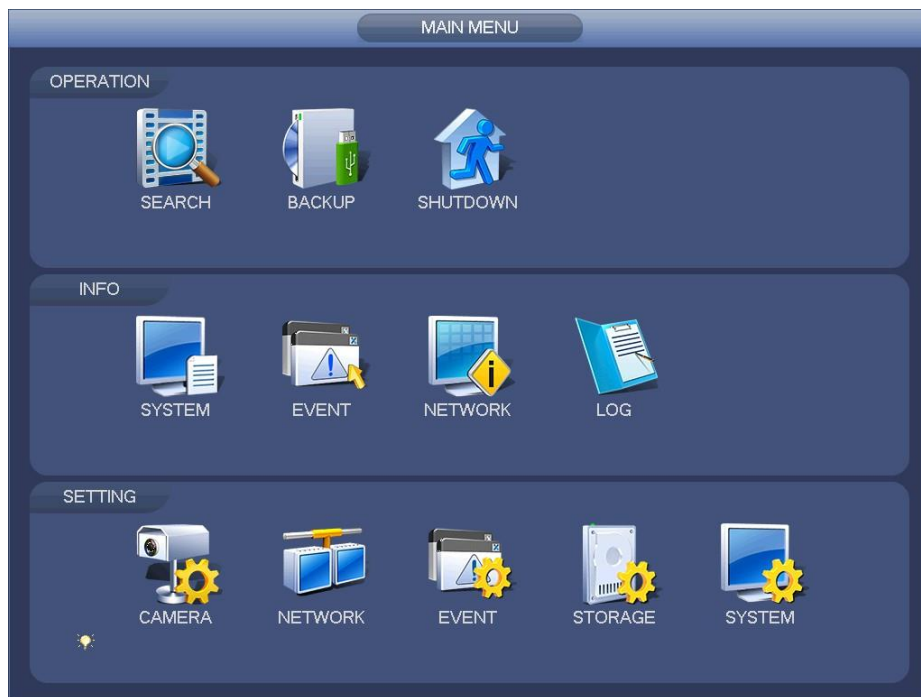 MAIN MENU
OPERATION
SEARCH BACKUP SHUTDOWN
INFO
SYSTEM EVENT NETWORK LOG
SETTING
CAMERA NETWORK EVENT STORAGE SYSTEM